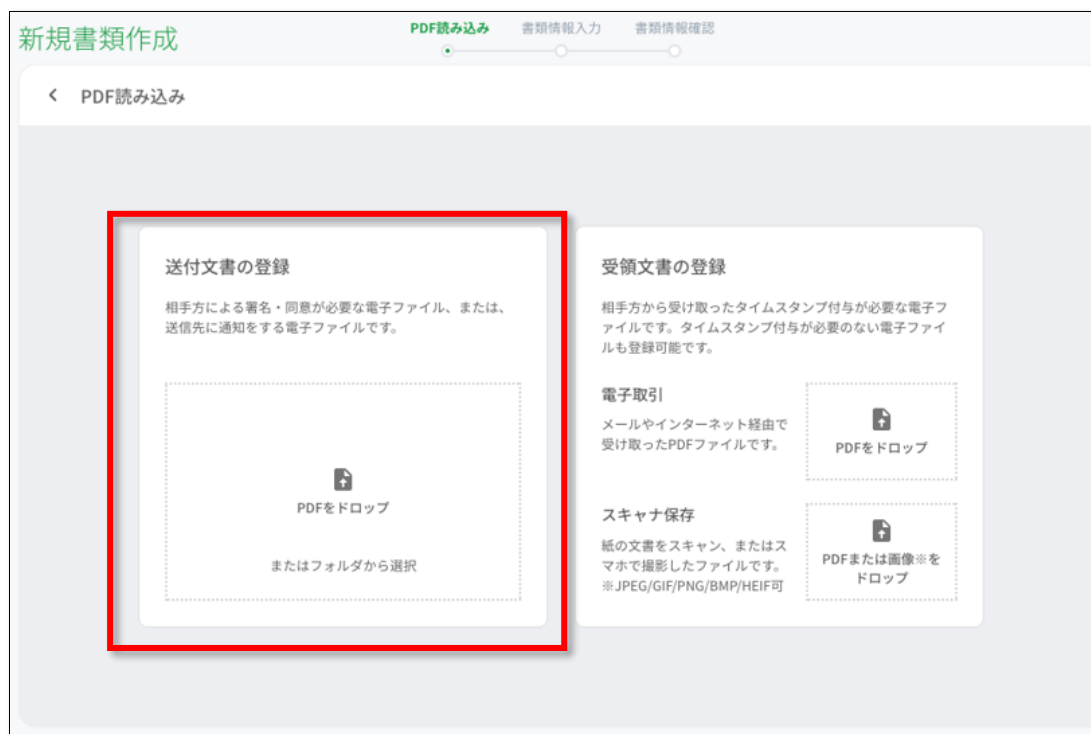 新規書類作成
PDF読み込み
書類情報入力
書類情報確認
PDF読み込み
送付文書の登録
相手方による署名・同意が必要な電子ファイル、または、
送信先に通知をする電子ファイルです。
PDFをドロップ
またはフォルダから選択
受領文書の登録
相手方から受け取ったタイムスタンプ付与が必要な電子フ
ァイルです。タイムスタンプ付与が必要のない電子ファイ
ルも登録可能です。
電子取引
メールやインターネット経由で
受け取ったPDFファイルです。
PDFをドロップ
スキャナ保存
紙の文書をスキャン、またはス
マホで撮影したファイルです。
※JPEG/GIF/PNG/BMP/HEIF可
PDFまたは画像※を
ドロップ